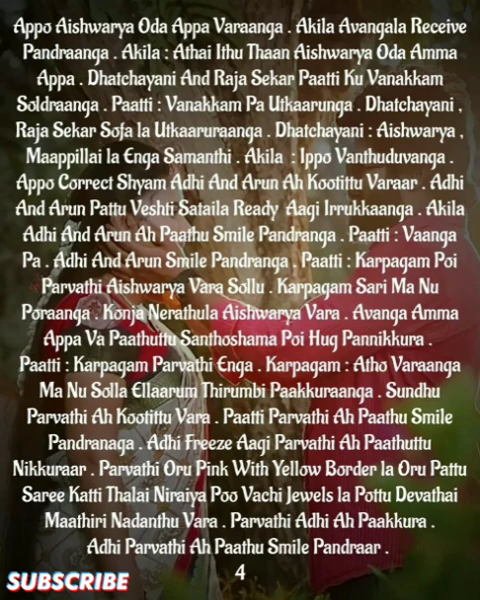 Appo Aishwarya Oda Appa Varaanga . Akila Avangala Receive
Pandraanga . Akila : Athai Ithu Thaan Aishwarya Oda Amma
Appa . Dhatchayani And Raja Sekar Paatti Ku Vanakkam
Soldraanga . Paatti : Vanakkam Pa Utkaarunga . Dhatchayani ,
Raja Sekar Sofa la Utkaaruraanga . Dhatchayani : Aishwarya ,
Maappillai la Enga Samanthi . Akila : Ippo Vanthuduvanga .
Appo Correct Shyam Adhi And Arun Ah Kootittu Varaar . Adhi
And Arun Pattu Veshti Sataila Ready Aagi Irrukkaanga . Akila
Adhi And Arun Ah Paathu Smile Pandranga . Paatti : Vaanga
Pa . Adhi And Arun Smile Pandranga . Paatti : Karpagam Poi
Parvathi Aishwarya Vara Sollu . Karpagam Sari Ma Nu
Poraanga . Konja Nerathula Aishwarya Vara . Avanga Amma
Appa Va Paathuttu Santhoshama Poi Hug Pannikkura .
Paatti : Karpagam Parvathi Enga . Karpagam : Atho Varaanga
Ma Nu Solla Ellaarum Thirumbi Paakkuraanga . Sundhu
Parvathi Ah Kootittu Vara . Paatti Parvathi Ah Paathu Smile
Pandranaga . Adhi Freeze Aagi Parvathi Ah Paathuttu
Nikkuraar . Parvathi Oru Pink With Yellow Border la Oru Pattu
Saree Katti Thalai Niraiya Poo Vachi Jewels la Pottu Devathai
Maathiri Nadanthu Vara . Parvathi Adhi Ah Paakkura .
Adhi Parvathi Ah Paathu Smile Pandraar .
4
SUBSCRIBE